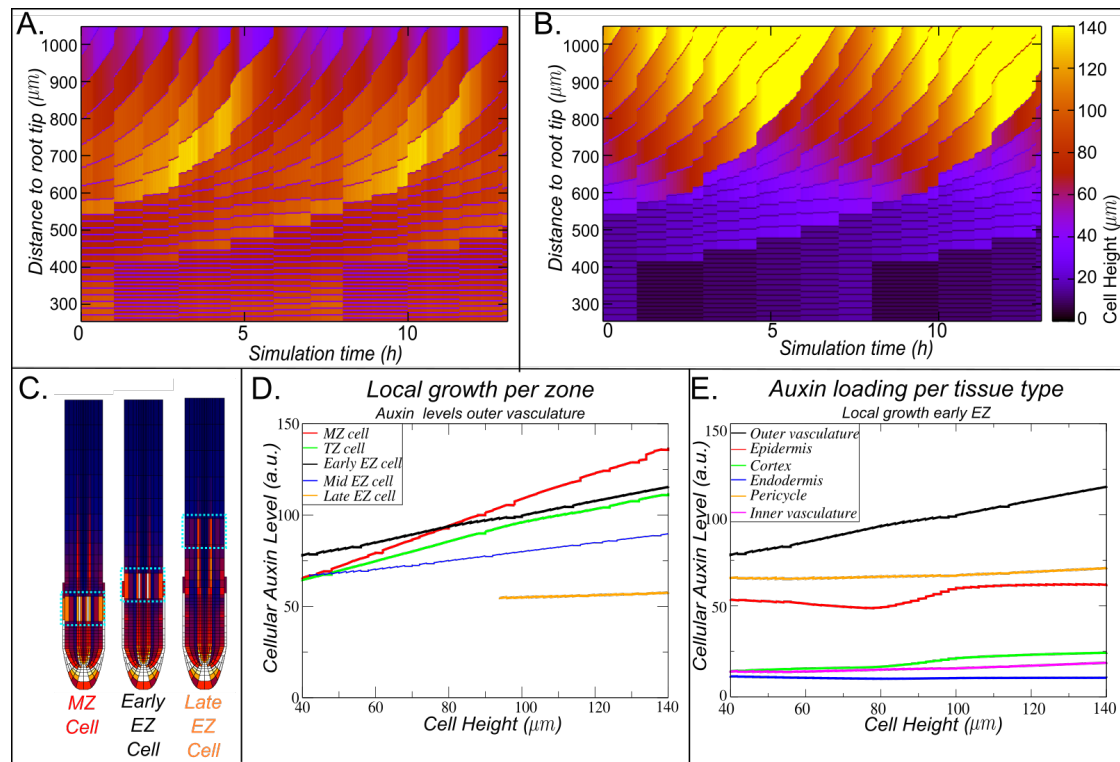 A.
1000
900
800
700
600
500
400
300
Distance to root tip (μm)
0
5
10
Simulation time (h)
B.
1000
900
800
700
600
500
400
300
Distance to root tip (μm)
0
5
10
Simulation time (h)
140
120
100
80
60
40
20
0
Cell Height (μm)
C.
MZ
Cell
Early
EZ
Cell
Late
EZ
Cell
D.
Local growth per zone
Auxin levels outer vasculature
MZ cell
TZ cell
Early EZ cell
Mid EZ cell
Late EZ cell
150
100
50
0
Cellular Auxin Level (a.u.)
40
60
80
100
120
140
Cell Height (μm)
E.
Auxin loading per tissue type
Local growth early EZ
Outer vasculature
Epidermis
Cortex
Endodermis
Pericycle
Inner vasculature
150
100
50
0
Cellular Auxin Level (a.u.)
40
60
80
100
120
140
Cell Height (μm)